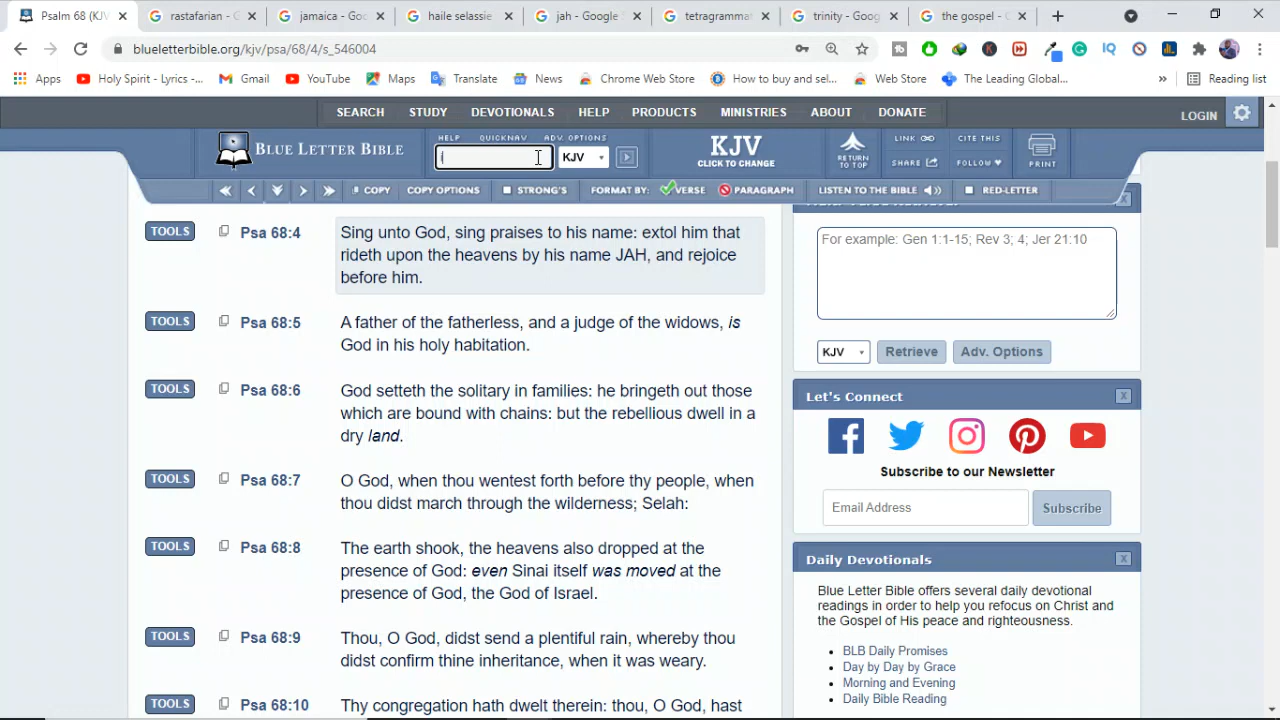 Psalm 68 (KJV)
rastafarian - G
jamaica - Goo
haile selassie
jah - Google S
tetragrammat
trinity - Goog
the gospel - G
blueletterbible.org/kjv/psa/68/4/s_546004
Apps
Holy Spirit - Lyrics -...
Gmail
YouTube
Maps
Translate
News
Chrome Web Store
How to buy and sel...
Web Store
The Leading Global...
»
Reading list
SEARCH STUDY DEVOTIONALS HELP PRODUCTS MINISTRIES ABOUT DONATE
LOGIN
HELP QUICKNAV ADV. OPTIONS
BLUE LETTER BIBLE
KJV
KJV
CLICK TO CHANGE
RETURN
TO TOP
LINK
CITE THIS
SHARE
FOLLOW
PRINT
COPY COPY OPTIONS STRONG'S FORMAT BY: VERSE PARAGRAPH LISTEN TO THE BIBLE RED-LETTER
TOOLS Psa 68:4 Sing unto God, sing praises to his name: extol him that
rideth upon the heavens by his name JAH, and rejoice
before him.
TOOLS Psa 68:5 A father of the fatherless, and a judge of the widows, is
God in his holy habitation.
TOOLS Psa 68:6 God setteth the solitary in families: he bringeth out those
which are bound with chains: but the rebellious dwell in a
dry land.
TOOLS Psa 68:7 O God, when thou wentest forth before thy people, when
thou didst march through the wilderness; Selah:
TOOLS Psa 68:8 The earth shook, the heavens also dropped at the
presence of God: even Sinai itself was moved at the
presence of God, the God of Israel.
TOOLS Psa 68:9 Thou, O God, didst send a plentiful rain, whereby thou
didst confirm thine inheritance, when it was weary.
TOOLS Psa 68:10 Thy congregation hath dwelt therein: thou, O God, hast
For example: Gen 1:1-15; Rev 3; 4; Jer 21:10
KJV Retrieve Adv. Options
Let's Connect X
Subscribe to our Newsletter
Email Address Subscribe
Daily Devotionals X
Blue Letter Bible offers several daily devotional
readings in order to help you refocus on Christ and
the Gospel of His peace and righteousness.
BLB Daily Promises
Day by Day by Grace
Morning and Evening
Daily Bible Reading